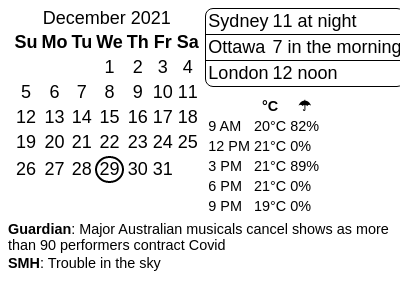 December 2021
Su Mo Tu We Th Fr Sa
1 2 3 4
5 6 7 8 9 10 11
12 13 14 15 16 17 18
19 20 21 22 23 24 25
26 27 28 29 30 31
Sydney 11 at night
Ottawa 7 in the morning
London 12 noon
°C ☂
9 AM 20°C 82%
12 PM 21°C 0%
3 PM 21°C 89%
6 PM 21°C 0%
9 PM 19°C 0%
Guardian: Major Australian musicals cancel shows as more
than 90 performers contract Covid
SMH: Trouble in the sky